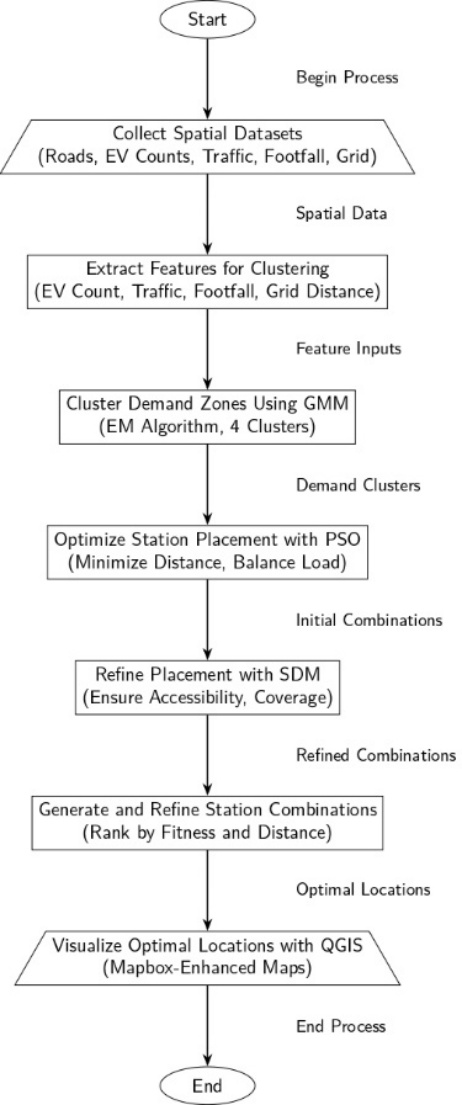 Start
Begin Process
Collect Spatial Datasets
(Roads, EV Counts, Traffic, Footfall, Grid)
Spatial Data
Extract Features for Clustering
(EV Count, Traffic, Footfall, Grid Distance)
Feature Inputs
Cluster Demand Zones Using GMM
(EM Algorithm, 4 Clusters)
Demand Clusters
Optimize Station Placement with PSO
(Minimize Distance, Balance Load)
Initial Combinations
Refine Placement with SDM
(Ensure Accessibility, Coverage)
Refined Combinations
Generate and Refine Station Combinations
(Rank by Fitness and Distance)
Optimal Locations
Visualize Optimal Locations with QGIS
(Mapbox-Enhanced Maps)
End Process
End